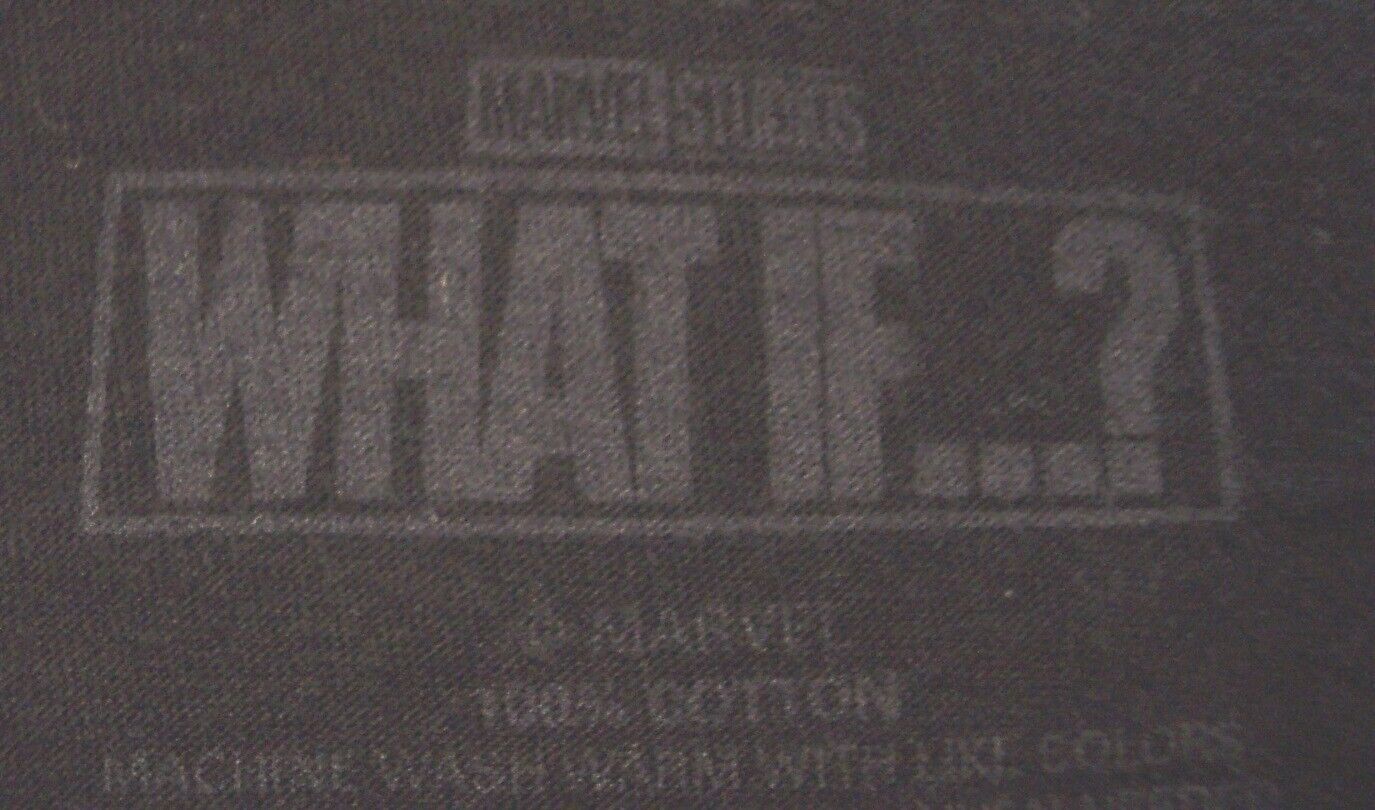 MARVEL STUDIOS
WHAT IF...?
© MARVEL
100% COTTON
MACHINE WASH WARM WITH LIKE COLORS